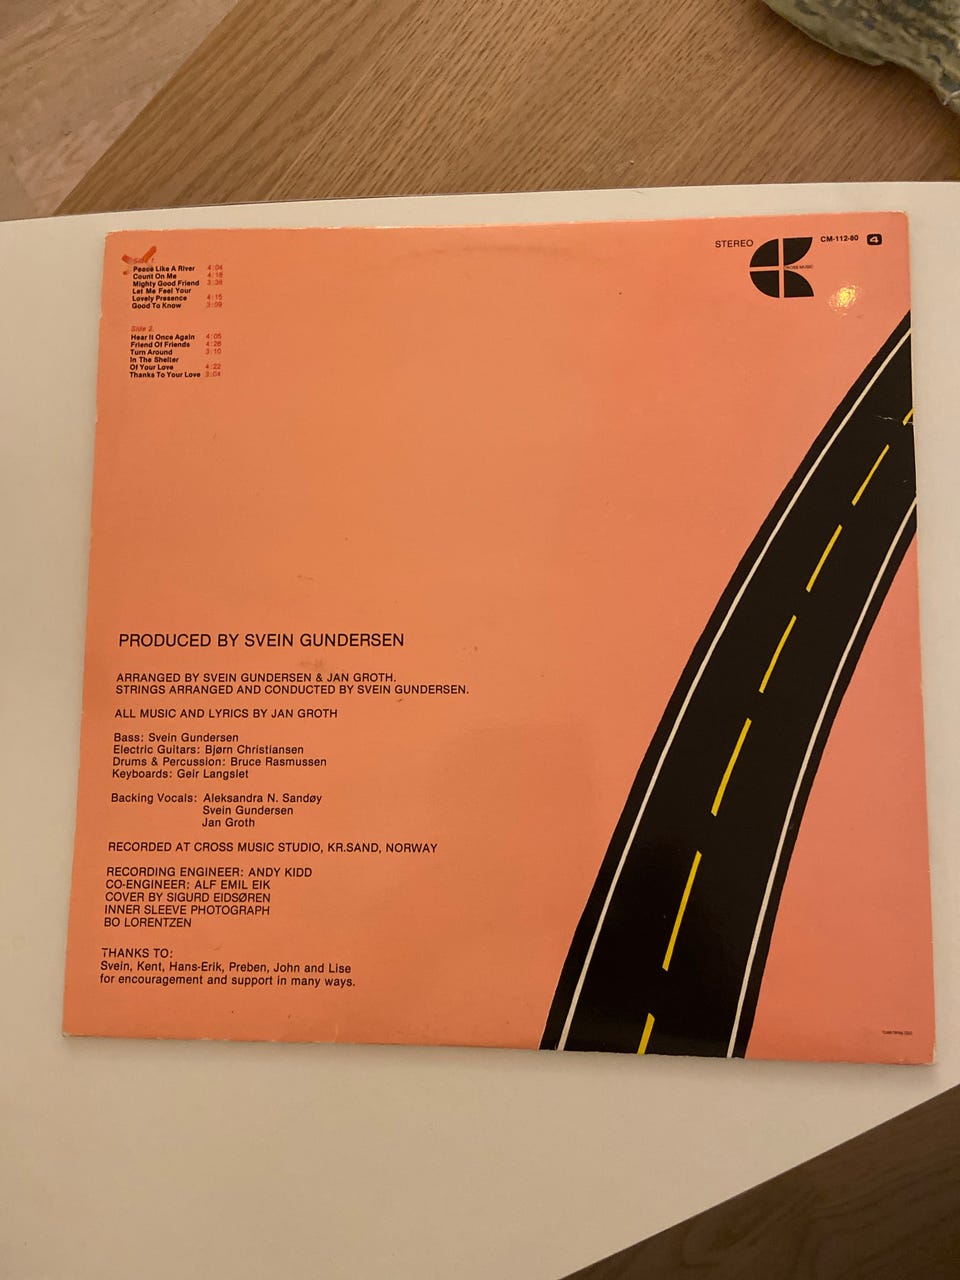 Side 1.
Peace Like A River 4:04
Count On Me 4:18
Mighty Good Friend 3:38
Let Me Feel Your
Lovely Presence 4:15
Good To Know 3:09
Side 2.
Hear It Once Again 4:05
Friend Of Friends 4:26
Turn Around 3:10
In The Shelter
Of Your Love 4:22
Thanks To Your Love 3:04
STEREO
CROSS MUSIC
CM-112-80 4
PRODUCED BY SVEIN GUNDERSEN
ARRANGED BY SVEIN GUNDERSEN & JAN GROTH.
STRINGS ARRANGED AND CONDUCTED BY SVEIN GUNDERSEN.
ALL MUSIC AND LYRICS BY JAN GROTH
Bass: Svein Gundersen
Electric Guitars: Bjørn Christiansen
Drums & Percussion: Bruce Rasmussen
Keyboards: Geir Langslet
Backing Vocals: Aleksandra N. Sandøy
Svein Gundersen
Jan Groth
RECORDED AT CROSS MUSIC STUDIO, KR.SAND, NORWAY
RECORDING ENGINEER: ANDY KIDD
CO-ENGINEER: ALF EMIL EIK
COVER BY SIGURD EIDSØREN
INNER SLEEVE PHOTOGRAPH
BO LORENTZEN
THANKS TO:
Svein, Kent, Hans-Erik, Preben, John and Lise
for encouragement and support in many ways.